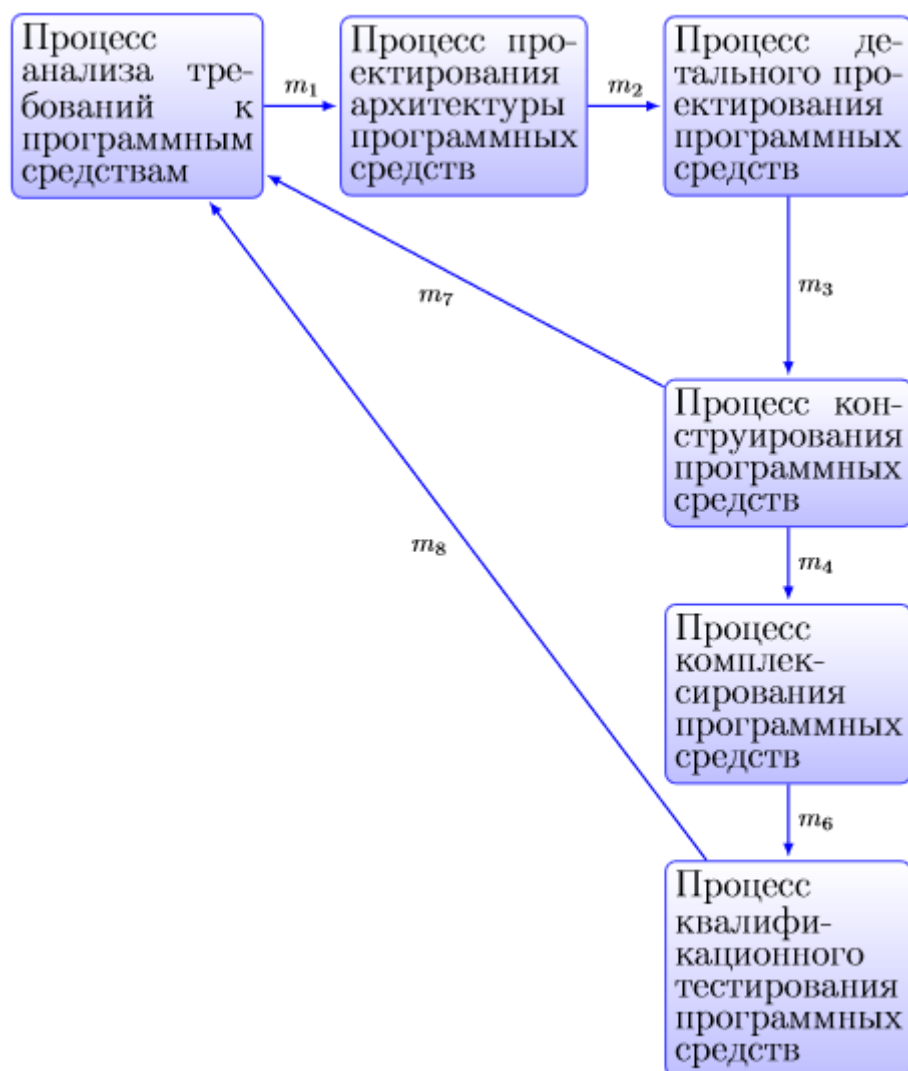 Процесс
анализа тре-
бований к
программным
средствам
m1
Процесс про-
ектирования
архитектуры
программных
средств
m2
Процесс де-
тального про-
ектирования
программных
средств
m3
m7
Процесс кон-
струирования
программных
средств
m8
m4
Процесс
комплек-
сирования
программных
средств
m6
Процесс
квалифи-
кационного
тестирования
программных
средств